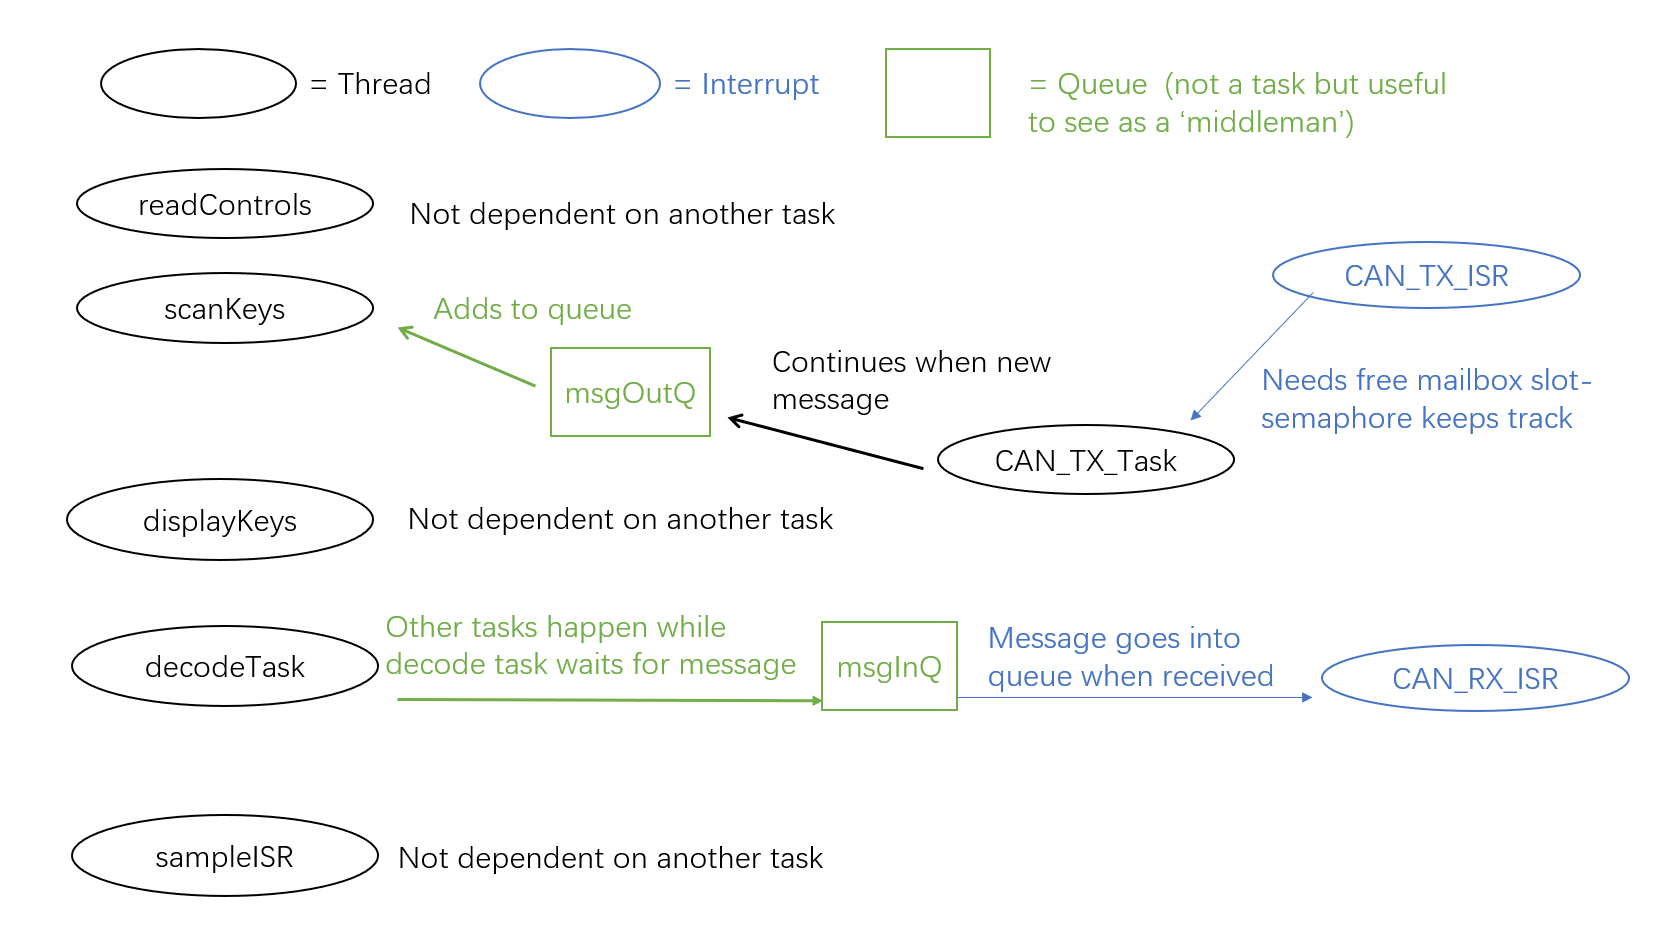 = Thread
= Interrupt
= Queue  (not a task but useful
to see as a ‘middleman’)
readControls
Not dependent on another task
CAN_TX_ISR
scanKeys
Adds to queue
msgOutQ
Continues when new
message
Needs free mailbox slot-
semaphore keeps track
CAN_TX_Task
displayKeys
Not dependent on another task
decodeTask
Other tasks happen while
decode task waits for message
msgInQ
Message goes into
queue when received
CAN_RX_ISR
sampleISR
Not dependent on another task